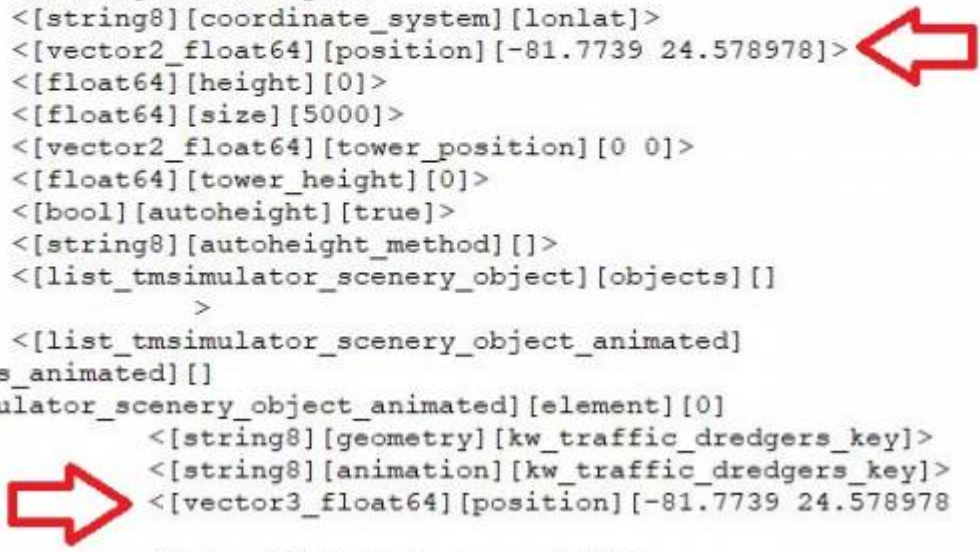 <[string8][coordinate_system][lonlat]>
<[vector2_float64][position][-81.7739 24.578978]>
<[float64][height][0]>
<[float64][size][5000]>
<[vector2_float64][tower_position][0 0]>
<[float64][tower_height][0]>
<[bool][autoheight][true]>
<[string8][autoheight_method][]>
<[list_tmsimulator_scenery_object][objects][]
>
<[list_tmsimulator_scenery_object_animated]
s_animated][]
ulator_scenery_object_animated][element][0]
<[string8][geometry][kw_traffic_dredgers_key]>
<[string8][animation][kw_traffic_dredgers_key]>
<[vector3_float64][position][-81.7739 24.578978